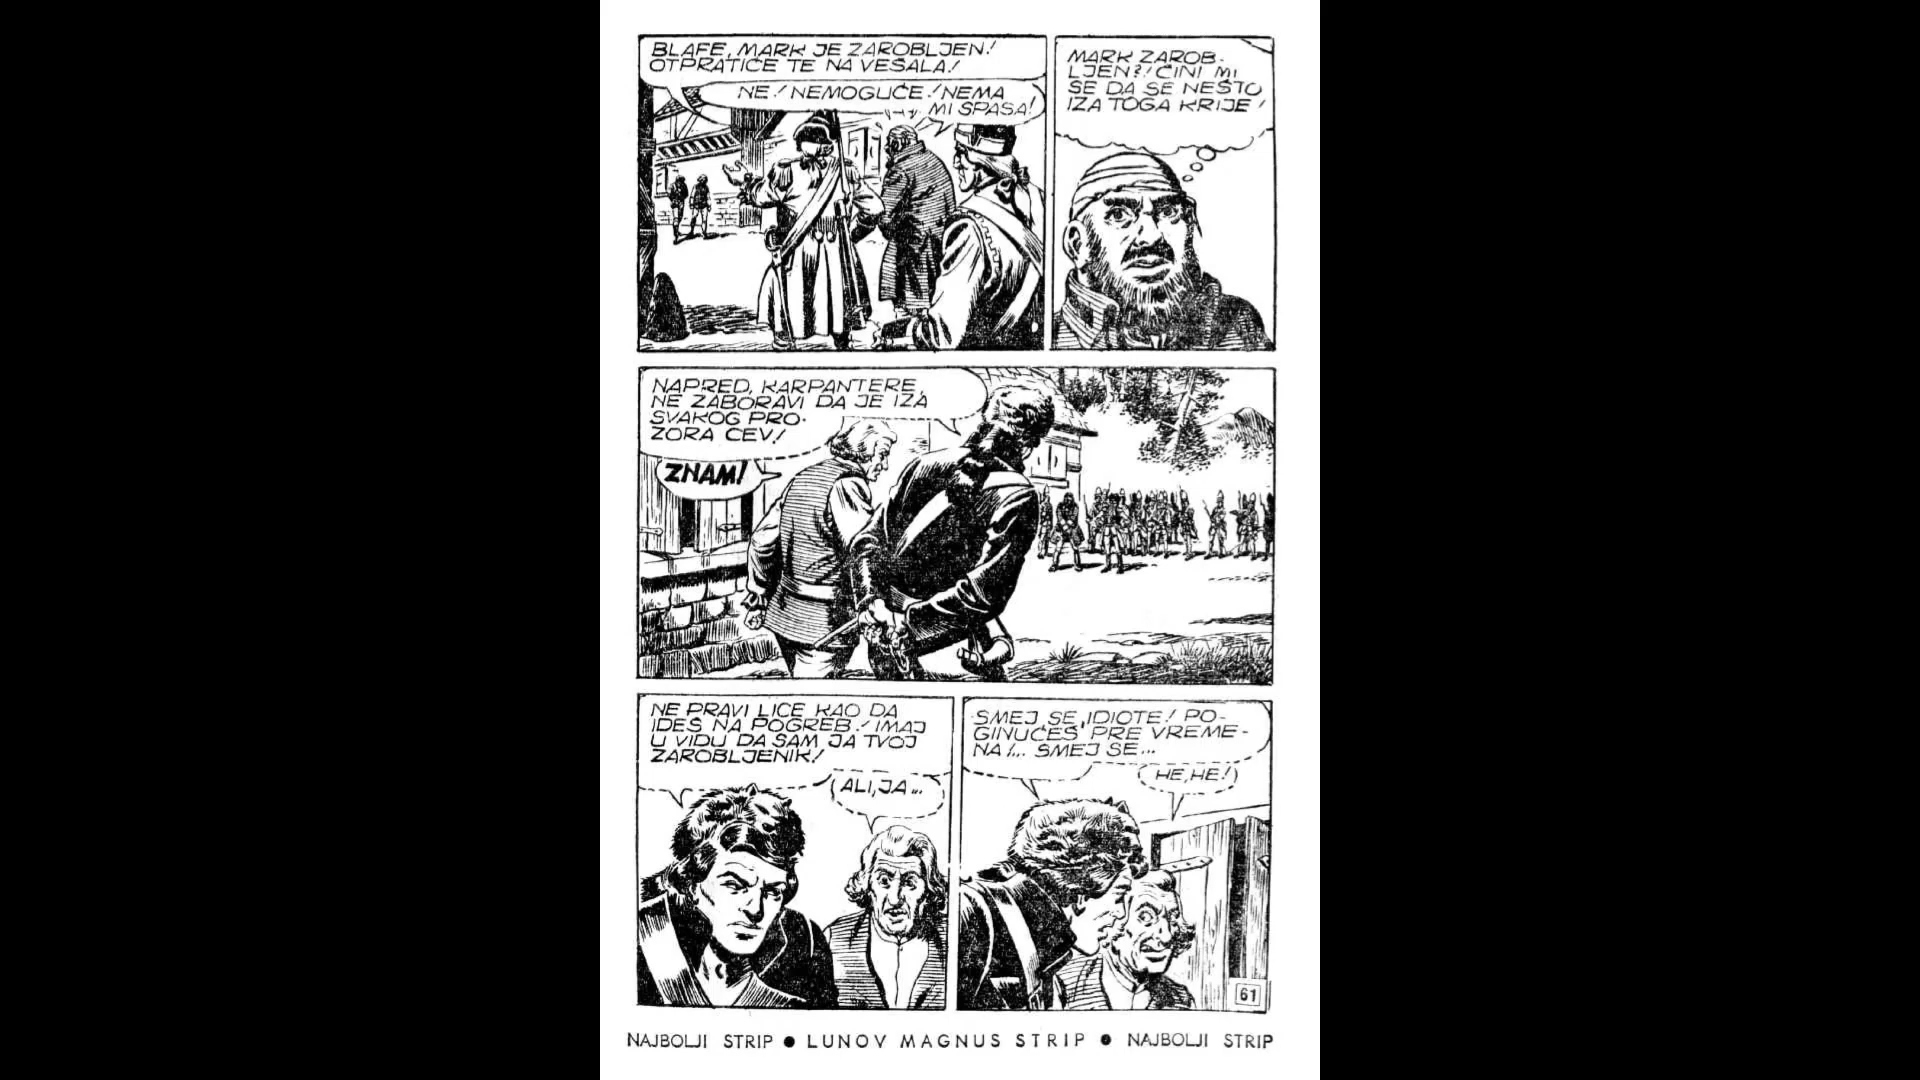 BLAFE, MARK JE ZAROBLJEN!
OTPRATIĆE TE NA VEŠALA!
NE! NEMOGUĆE! NEMA
MI SPASA!
MARK ZAROB-
LJEN?! ČINI MI
SE DA SE NEŠTO
IZA TOGA KRIJE!
NAPRED, KARPANTERE,
NE ZABORAVI DA JE IZA
SVAKOG PRO-
ZORA CEV!
ZNAM!
NE PRAVI LICE KAO DA
IDEŠ NA POGREB! IMAJ
U VIDU DA SAM JA TVOJ
ZAROBLJENIK!
ALI, JA...
SMEJ SE, IDIOTE! PO-
GINUĆEŠ PRE VREME-
NA!... SMEJ SE...
HE, HE!
61
NAJBOLJI STRIP ● LUNOV MAGNUS STRIP ● NAJBOLJI STRIP